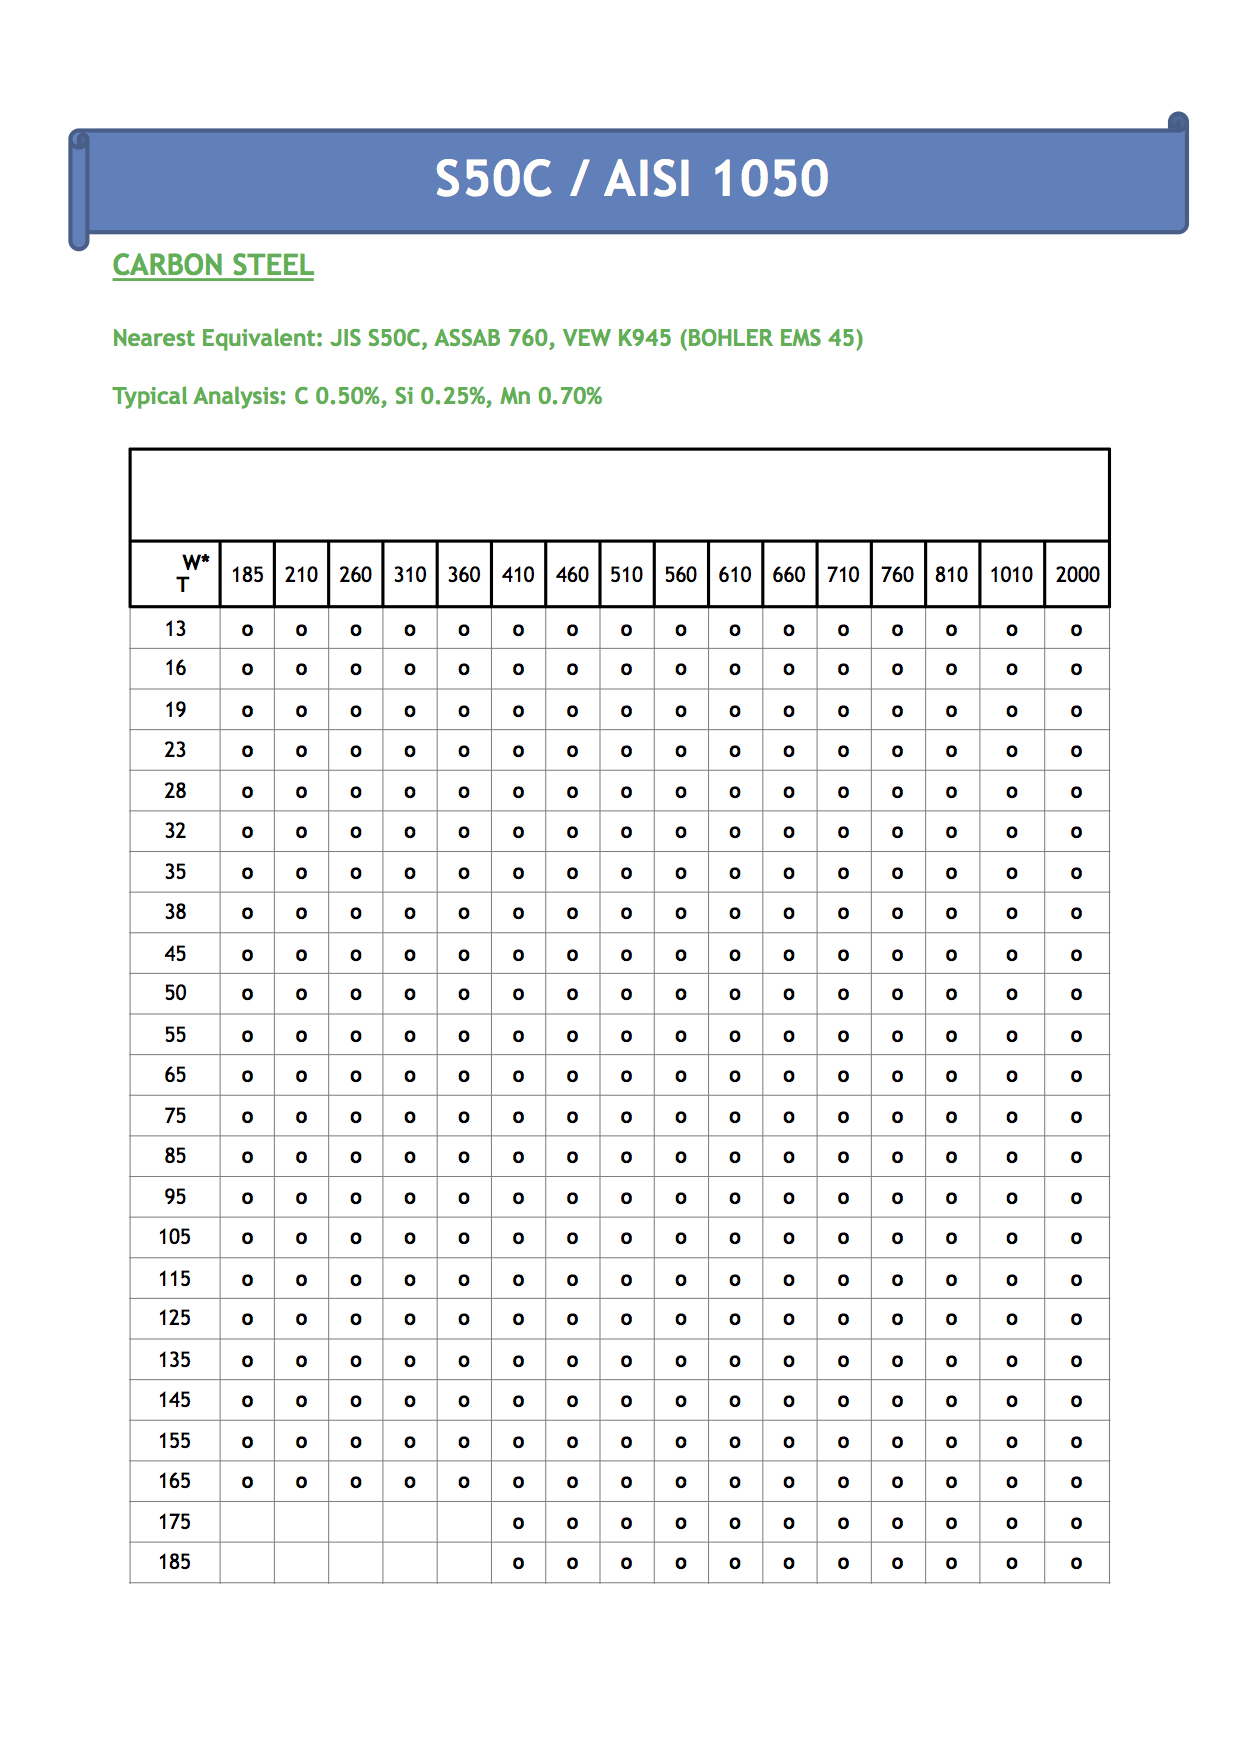 S50C / AISI 1050
CARBON STEEL
Nearest Equivalent: JIS S50C, ASSAB 760, VEW K945 (BOHLER EMS 45)
Typical Analysis: C 0.50%, Si 0.25%, Mn 0.70%
W*
T 185 210 260 310 360 410 460 510 560 610 660 710 760 810 1010 2000
13 o o o o o o o o o o o o o o o o
16 o o o o o o o o o o o o o o o o
19 o o o o o o o o o o o o o o o o
23 o o o o o o o o o o o o o o o o
28 o o o o o o o o o o o o o o o o
32 o o o o o o o o o o o o o o o o
35 o o o o o o o o o o o o o o o o
38 o o o o o o o o o o o o o o o o
45 o o o o o o o o o o o o o o o o
50 o o o o o o o o o o o o o o o o
55 o o o o o o o o o o o o o o o o
65 o o o o o o o o o o o o o o o o
75 o o o o o o o o o o o o o o o o
85 o o o o o o o o o o o o o o o o
95 o o o o o o o o o o o o o o o o
105 o o o o o o o o o o o o o o o o
115 o o o o o o o o o o o o o o o o
125 o o o o o o o o o o o o o o o o
135 o o o o o o o o o o o o o o o o
145 o o o o o o o o o o o o o o o o
155 o o o o o o o o o o o o o o o o
165 o o o o o o o o o o o o o o o o
175 o o o o o o o o o o o
185 o o o o o o o o o o o